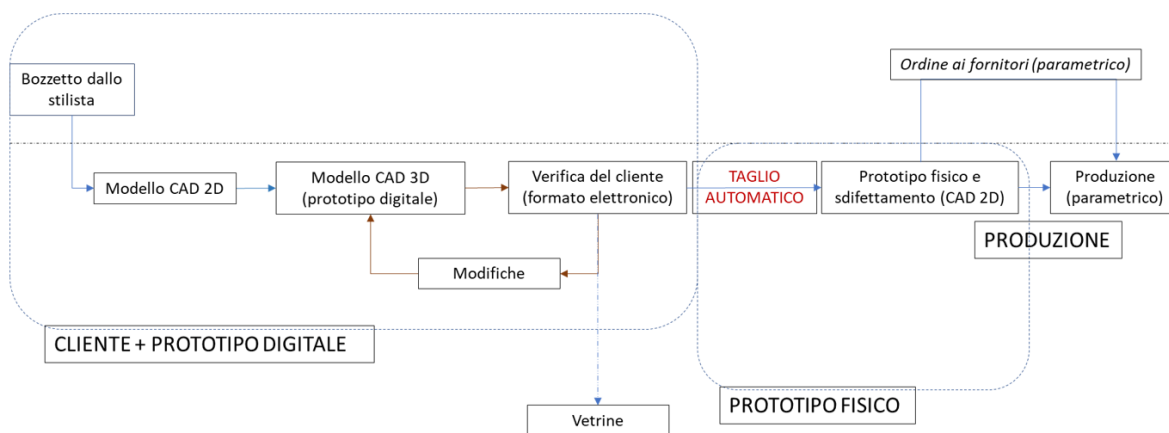 Bozzetto dallo
stilista
Ordine ai fornitori (parametrico)
Modello CAD 2D
Modello CAD 3D
(prototipo digitale)
Verifica del cliente
(formato elettronico)
TAGLIO
AUTOMATICO
Prototipo fisico e
sdifettamento (CAD 2D)
Produzione
(parametrico)
PRODUZIONE
Modifiche
CLIENTE + PROTOTIPO DIGITALE
PROTOTIPO FISICO
Vetrine